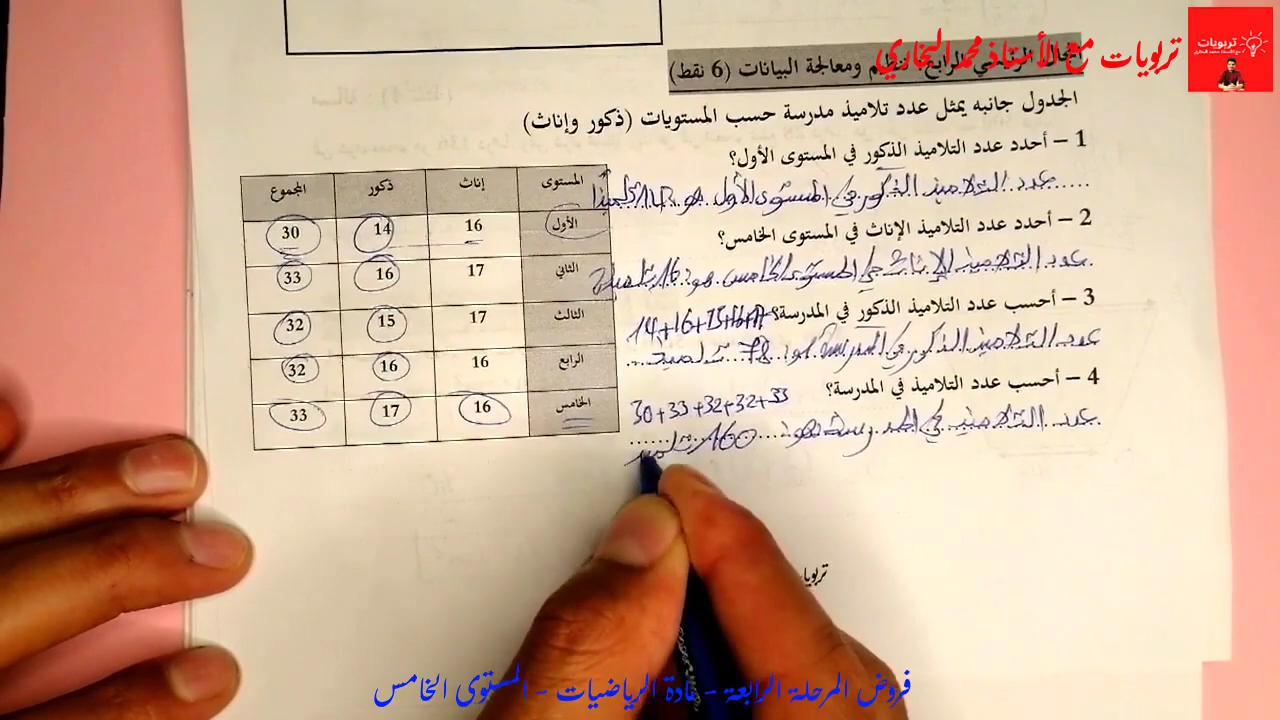 تربويات مع الأستاذ محمد البخاري
تربويات
المجال الرئيسي الرابع: تنظيم ومعالجة البيانات (6 نقط)
الجدول جانبه يمثل عدد تلاميذ مدرسة حسب المستويات (ذكور وإناث)
1 – أحدد عدد التلاميذ الذكور في المستوى الأول؟
عدد التلاميذ الذكور في المستوى الأول هو 14 تلميذا
2 – أحدد عدد التلاميذ الإناث في المستوى الخامس؟
عدد التلاميذ الإناث في المستوى الخامس هو: 16 تلميذة
3 – أحسب عدد التلاميذ الذكور في المدرسة؟ 14+16+15+16+17
عدد التلاميذ الذكور في المدرسة هو: 78 تلميذ
4 – أحسب عدد التلاميذ في المدرسة؟
30+33+32+32+33
عدد التلاميذ في المدرسة هو: 160 تلميذ
المستوى إناث ذكور المجموع
الأول 16 14 30
الثاني 17 16 33
الثالث 17 15 32
الرابع 16 16 32
الخامس 16 17 33
فروض المرحلة الرابعة - مادة الرياضيات - المستوى الخامس